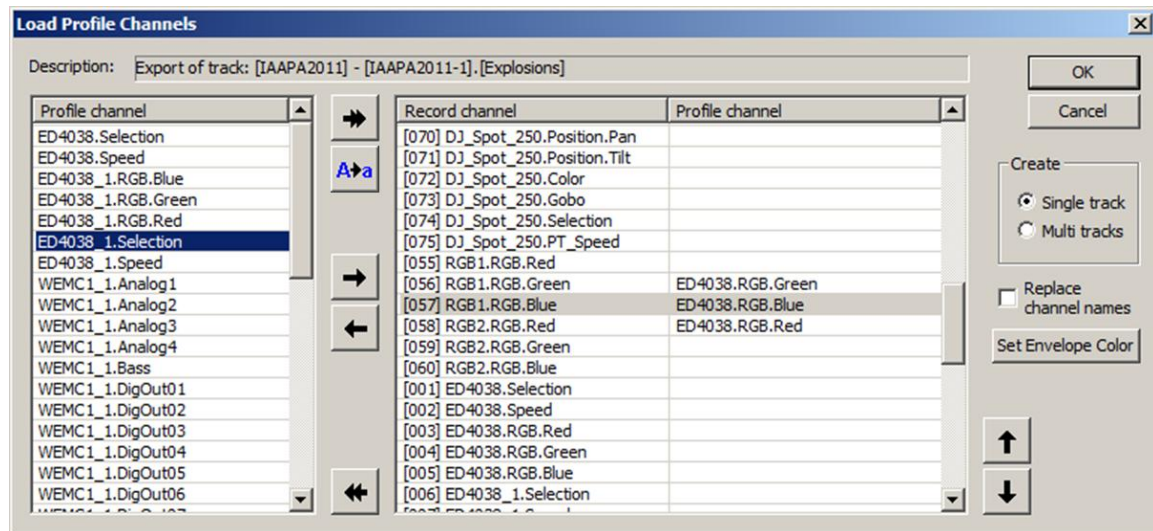 Load Profile Channels
Description: Export of track: [IAAPA2011] - [IAAPA2011-1].[Explosions]
OK
Cancel
Profile channel
ED4038.Selection
ED4038.Speed
ED4038_1.RGB.Blue
ED4038_1.RGB.Green
ED4038_1.RGB.Red
ED4038_1.Selection
ED4038_1.Speed
WEMC1_1.Analog1
WEMC1_1.Analog2
WEMC1_1.Analog3
WEMC1_1.Analog4
WEMC1_1.Bass
WEMC1_1.DigOut01
WEMC1_1.DigOut02
WEMC1_1.DigOut03
WEMC1_1.DigOut04
WEMC1_1.DigOut05
WEMC1_1.DigOut06
A a
Record channel Profile channel
[070] DJ_Spot_250.Position.Pan
[071] DJ_Spot_250.Position.Tilt
[072] DJ_Spot_250.Color
[073] DJ_Spot_250.Gobo
[074] DJ_Spot_250.Selection
[075] DJ_Spot_250.PT_Speed
[055] RGB1.RGB.Red
[056] RGB1.RGB.Green ED4038.RGB.Green
[057] RGB1.RGB.Blue ED4038.RGB.Blue
[058] RGB2.RGB.Red ED4038.RGB.Red
[059] RGB2.RGB.Green
[060] RGB2.RGB.Blue
[001] ED4038.Selection
[002] ED4038.Speed
[003] ED4038.RGB.Red
[004] ED4038.RGB.Green
[005] ED4038.RGB.Blue
[006] ED4038_1.Selection
Create
Single track
Multi tracks
Replace
channel names
Set Envelope Color